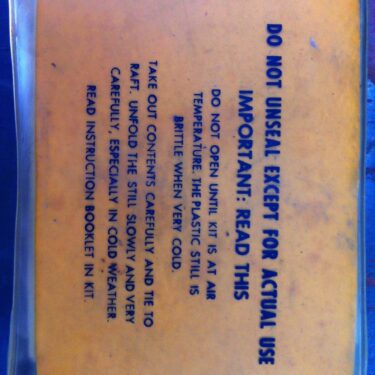 DO NOT UNSEAL EXCEPT FOR ACTUAL USE
IMPORTANT: READ THIS
DO NOT OPEN UNTIL KIT IS AT AIR
TEMPERATURE. THE PLASTIC STILL IS
BRITTLE WHEN VERY COLD.
TAKE OUT CONTENTS CAREFULLY AND TIE TO
RAFT. UNFOLD THE STILL SLOWLY AND VERY
CAREFULLY, ESPECIALLY IN COLD WEATHER.
READ INSTRUCTION BOOKLET IN KIT.